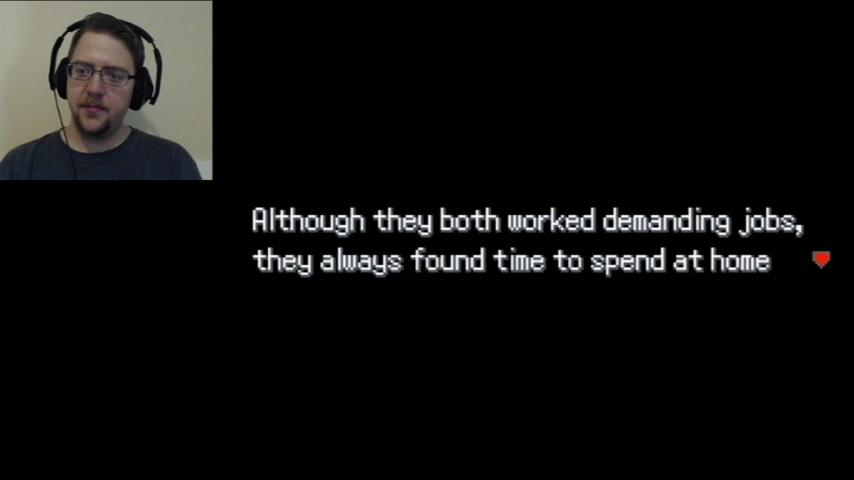 Although they both worked demanding jobs,
they always found time to spend at home